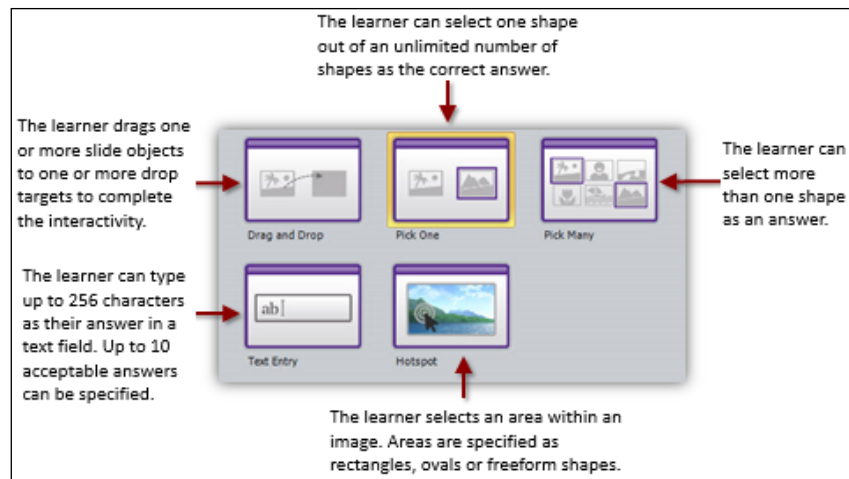 The learner can select one shape
out of an unlimited number of
shapes as the correct answer.
The learner drags one
or more slide objects
to one or more drop
targets to complete
the interactivity.
The learner can
select more
than one shape
as an answer.
Drag and Drop
Pick One
Pick Many
The learner can type
up to 256 characters
as their answer in a
text field. Up to 10
acceptable answers
can be specified.
ab
Text Entry
Hotspot
The learner selects an area within an
image. Areas are specified as
rectangles, ovals or freeform shapes.